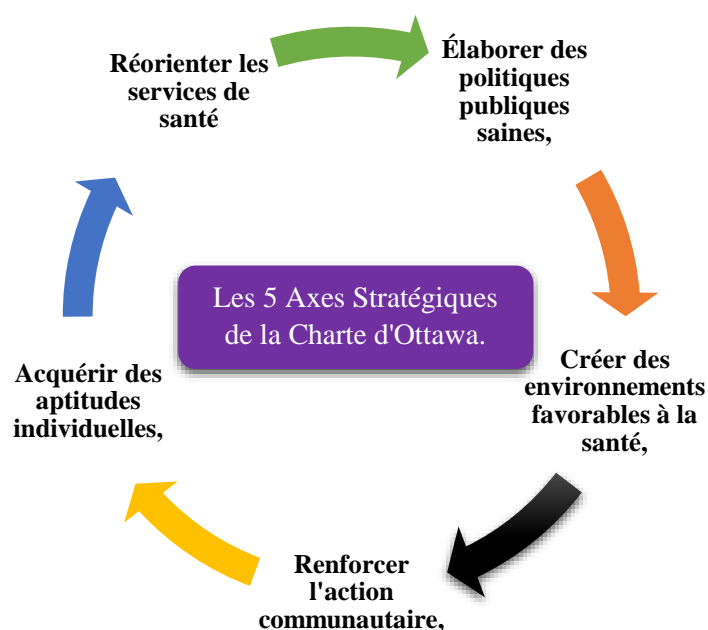 Élaborer des
politiques
publiques
saines,
Créer des
environnements
favorables à la
santé,
Renforcer
l'action
communautaire,
Acquérir des
aptitudes
individuelles,
Réorienter les
services de
santé
Les 5 Axes Stratégiques
de la Charte d'Ottawa.